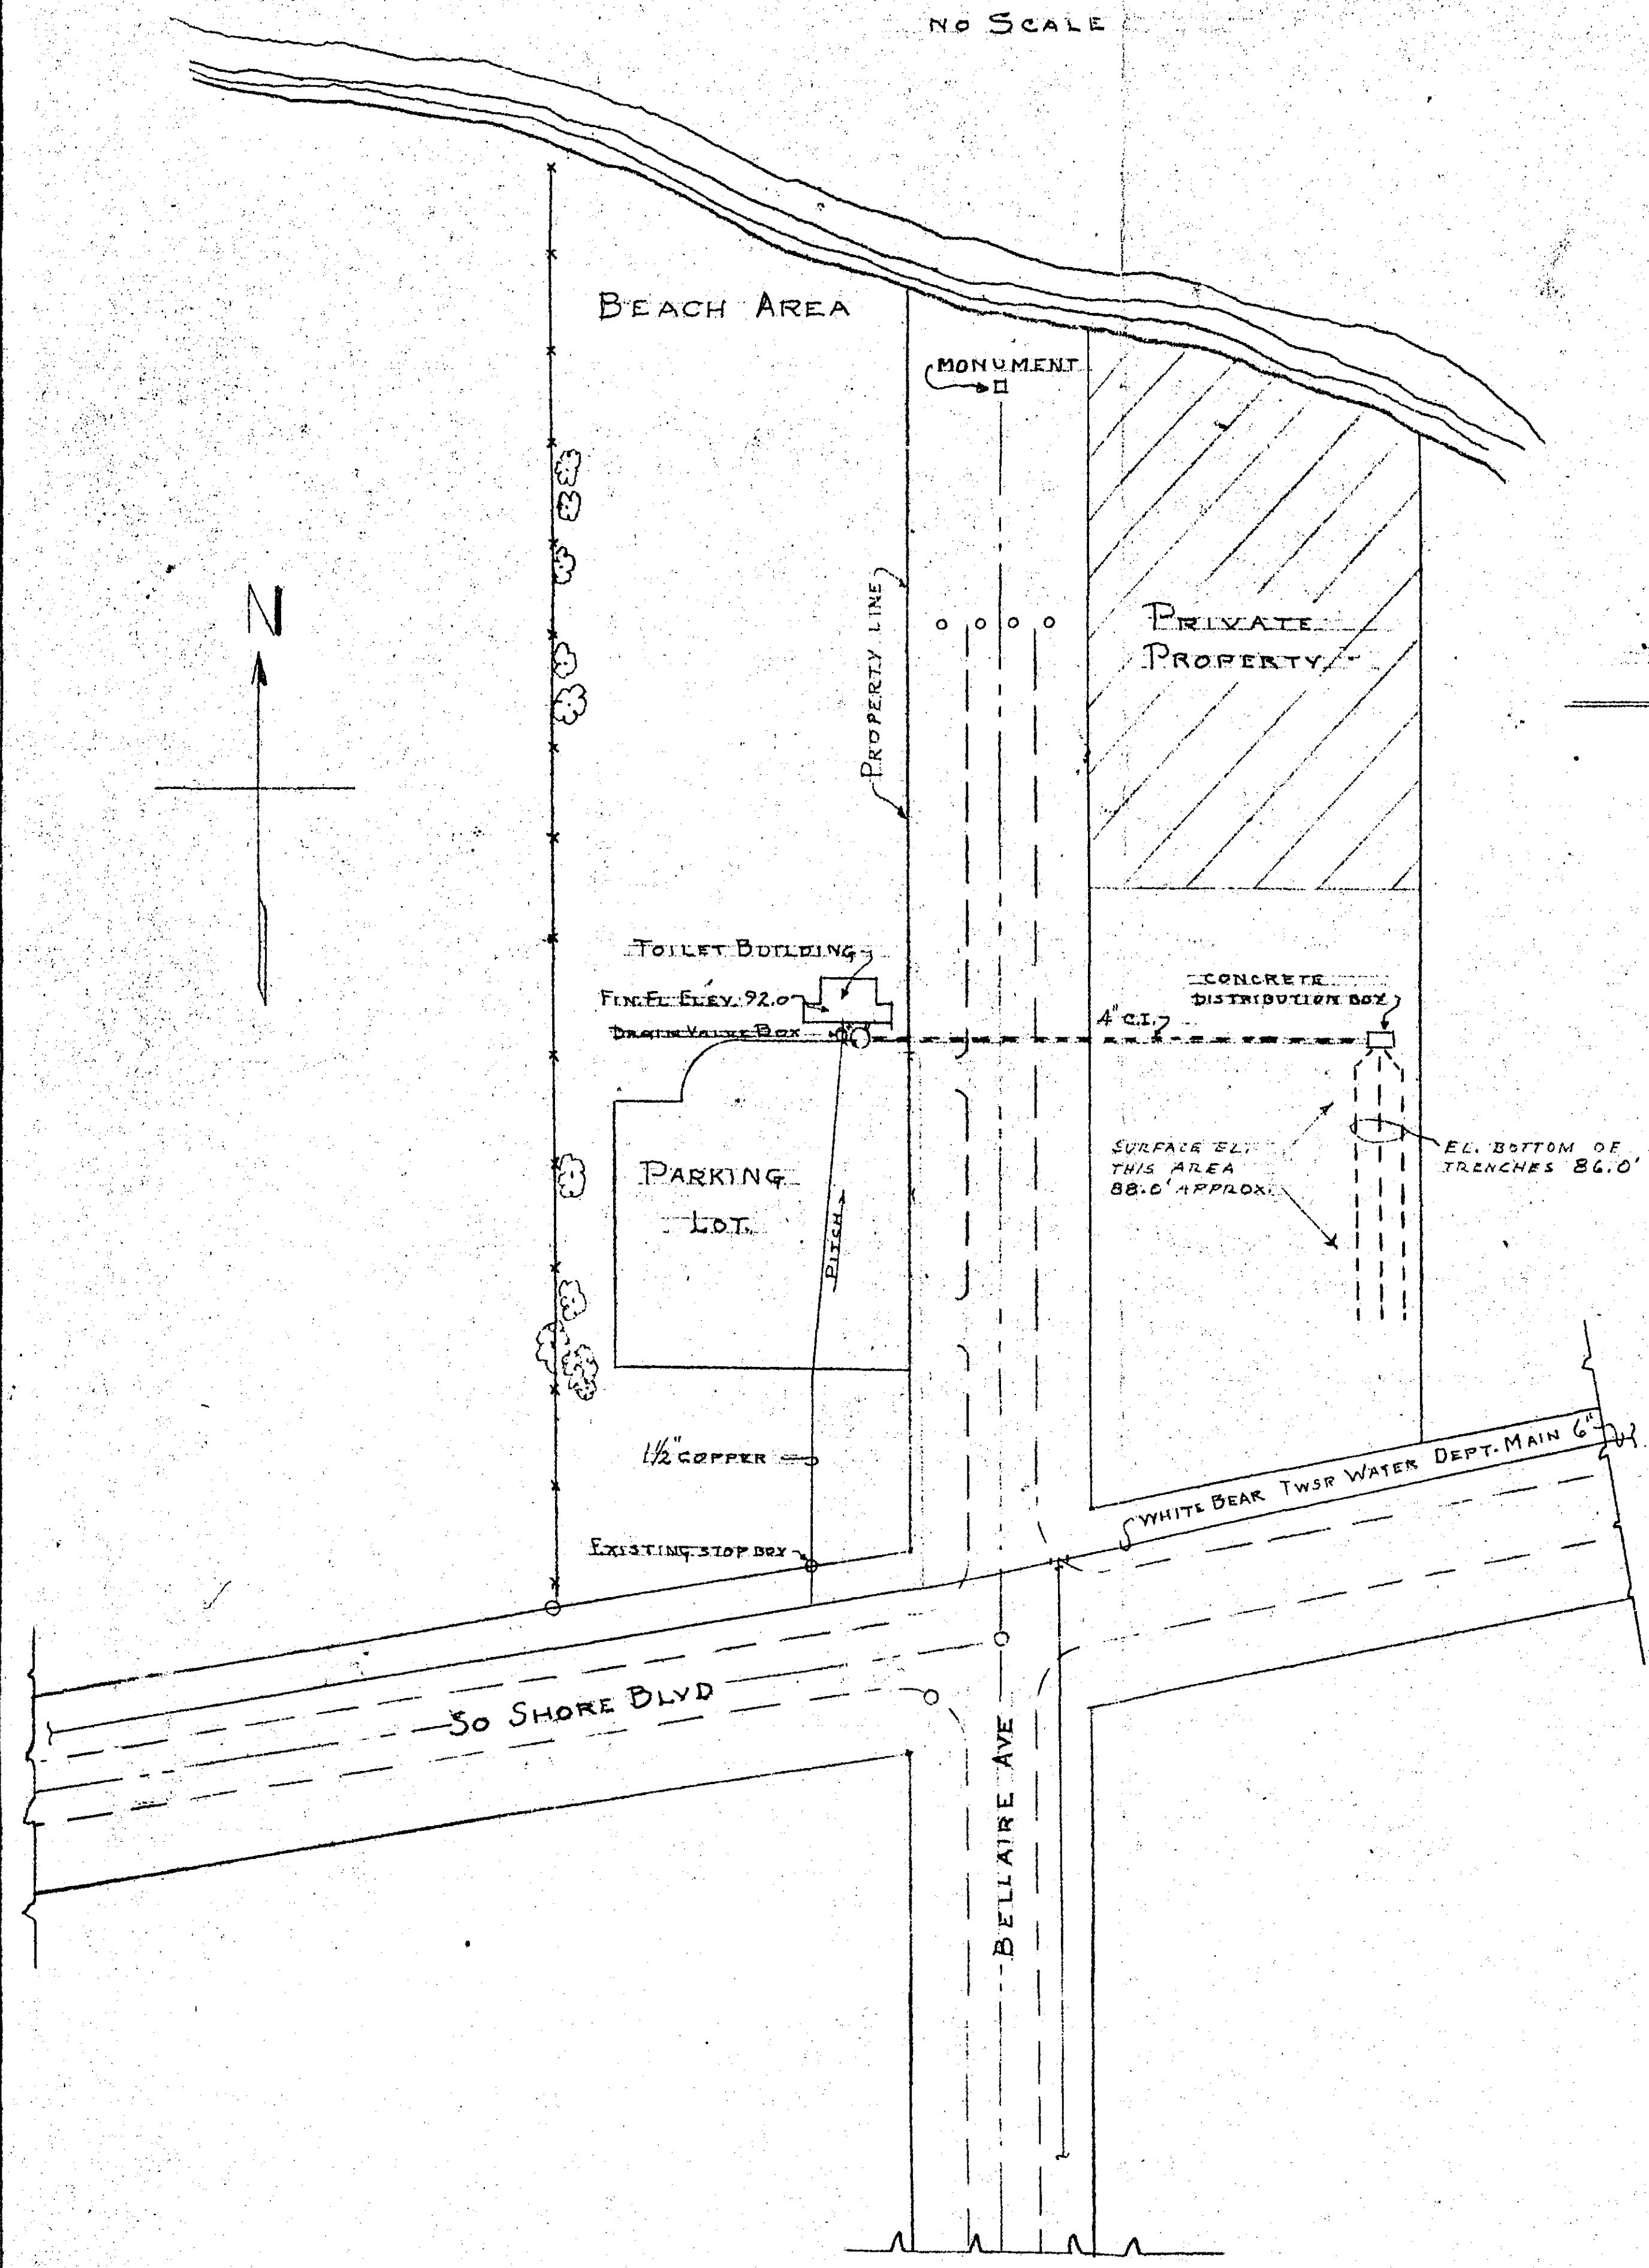 NO SCALE
BEACH AREA
MONUMENT
N
PROPERTY LINE
PRIVATE
PROPERTY
TOILET BUILDING
FIN. FL. ELEV. 92.0
DRAIN VALVE BOX
CONCRETE
DISTRIBUTION BOX
4" C.I.
SURFACE EL.
THIS AREA
88.0' APPROX.
EL. BOTTOM OF
TRENCHES 86.0'
PARKING
LOT.
PITCH
1½" COPPER
EXISTING STOP BOX
WHITE BEAR TWSP WATER DEPT. MAIN 6"
SO SHORE BLVD
BELLAIRE AVE